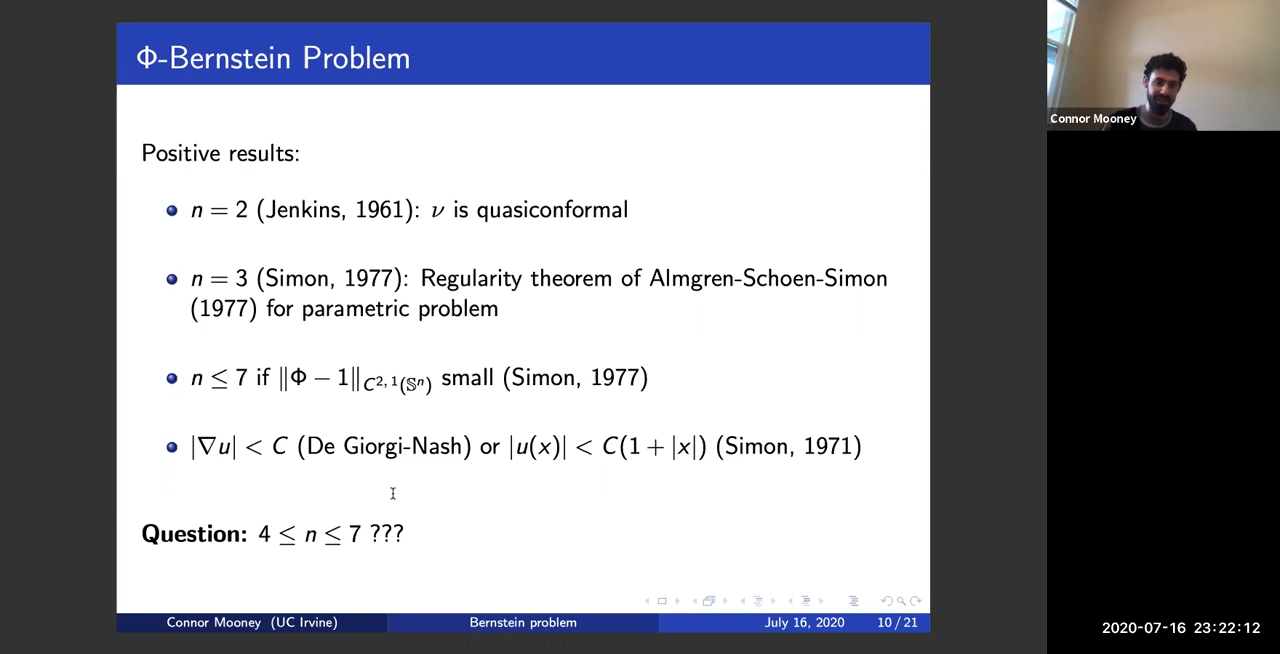 Φ-Bernstein Problem
Positive results:
n = 2 (Jenkins, 1961): ν is quasiconformal
n = 3 (Simon, 1977): Regularity theorem of Almgren-Schoen-Simon
(1977) for parametric problem
n ≤ 7 if ‖Φ − 1‖_{C^{2,1}(𝕊^n)} small (Simon, 1977)
|∇u| < C (De Giorgi-Nash) or |u(x)| < C(1 + |x|) (Simon, 1971)
Question: 4 ≤ n ≤ 7 ???
Connor Mooney (UC Irvine) Bernstein problem July 16, 2020 10 / 21
Connor Mooney
2020-07-16 23:22:12